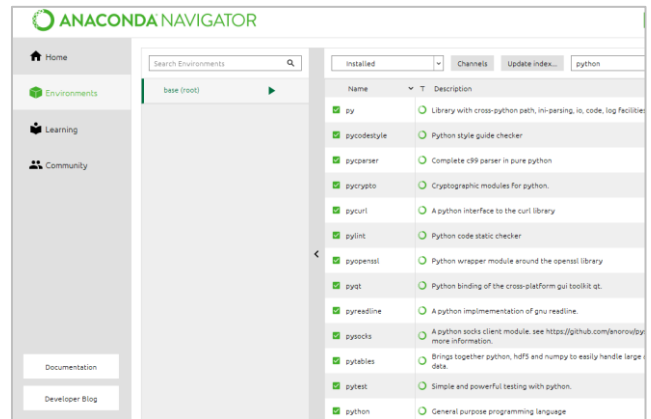 ANACONDA NAVIGATOR
Home
Environments
Learning
Community
Documentation
Developer Blog
Search Environments
base (root)
Installed
Channels
Update index...
python
Name T Description
py Library with cross-python path, ini-parsing, io, code, log facilities
pycodestyle Python style guide checker
pycparser Complete c99 parser in pure python
pycrypto Cryptographic modules for python.
pycurl A python interface to the curl library
pylint Python code static checker
pyopenssl Python wrapper module around the openssl library
pyqt Python binding of the cross-platform gui toolkit qt.
pyreadline A python implmementation of gnu readline.
pysocks A python socks client module. see https://github.com/anorov/py
more information.
pytables Brings together python, hdf5 and numpy to easily handle large
data.
pytest Simple and powerful testing with python.
python General purpose programming language